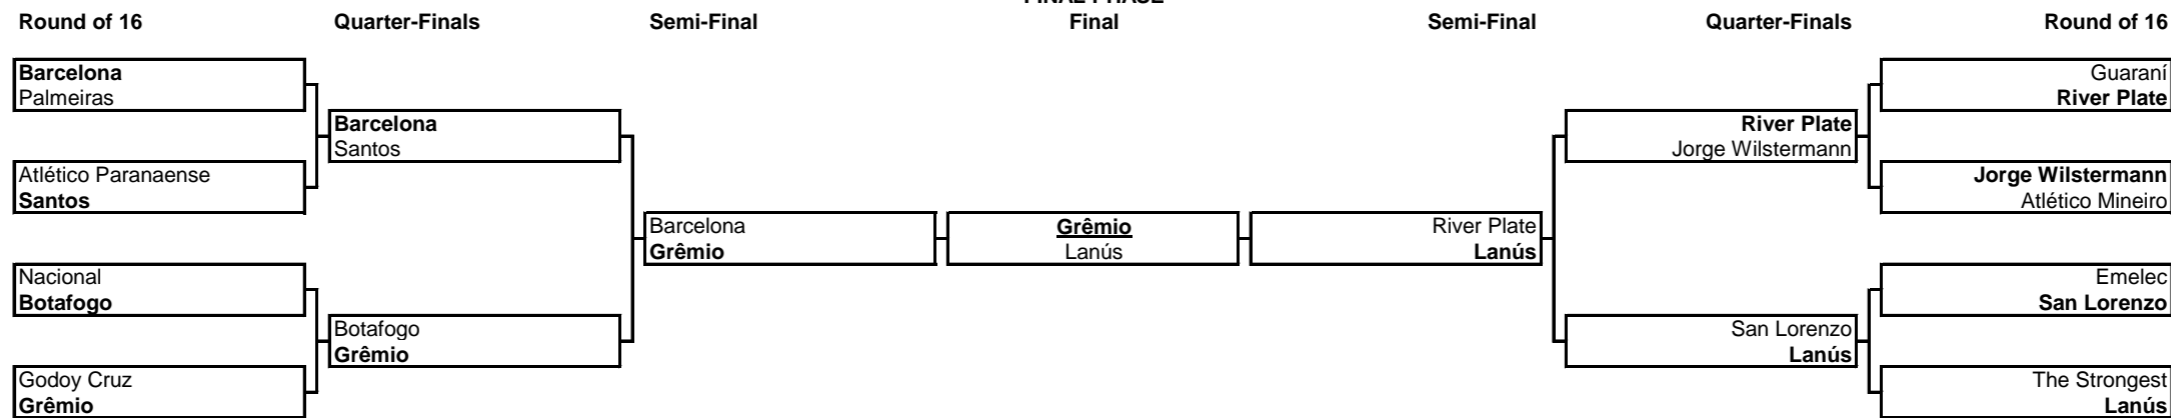 FINAL PHASE
Round of 16 Quarter-Finals Semi-Final Final Semi-Final Quarter-Finals Round of 16
Barcelona
Palmeiras
Atlético Paranaense
Santos
Nacional
Botafogo
Godoy Cruz
Grêmio
Barcelona
Santos
Botafogo
Grêmio
Barcelona
Grêmio
Grêmio
Lanús
River Plate
Lanús
River Plate
Jorge Wilstermann
San Lorenzo
Lanús
Guaraní
River Plate
Jorge Wilstermann
Atlético Mineiro
Emelec
San Lorenzo
The Strongest
Lanús